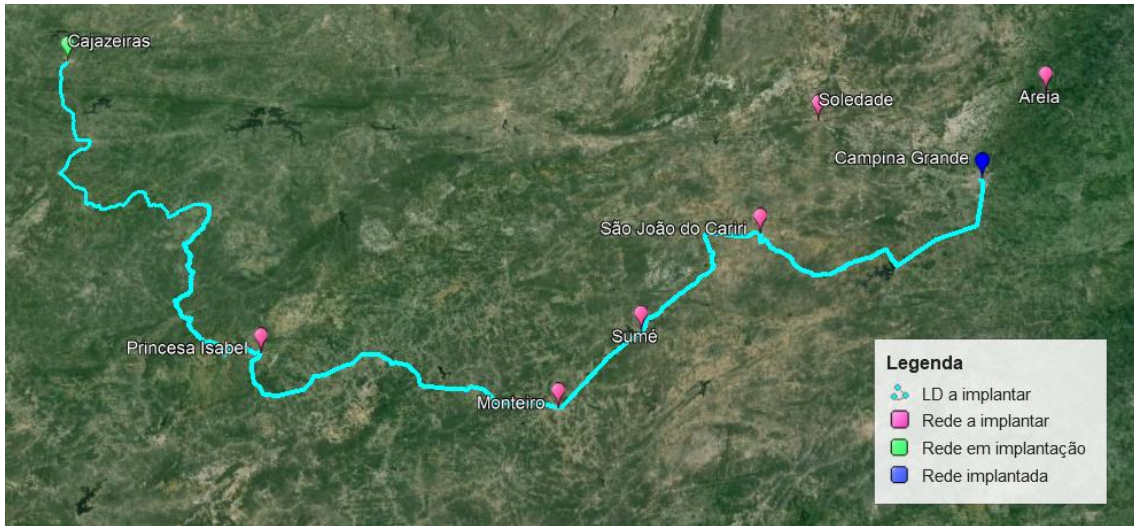 Cajazeiras
Soledade
Areia
Campina Grande
São João do Cariri
Sumé
Princesa Isabel
Monteiro
Legenda
LD a implantar
Rede a implantar
Rede em implantação
Rede implantada